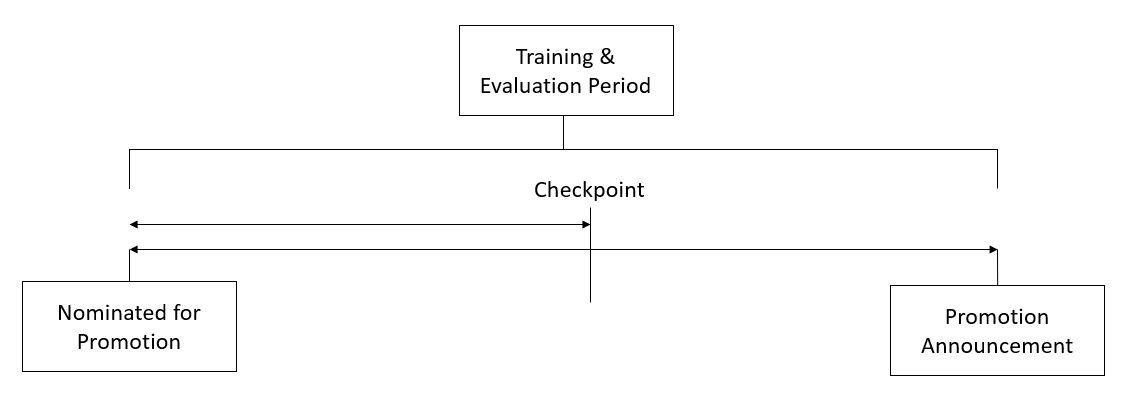 Training &
Evaluation Period
Checkpoint
Nominated for
Promotion
Promotion
Announcement